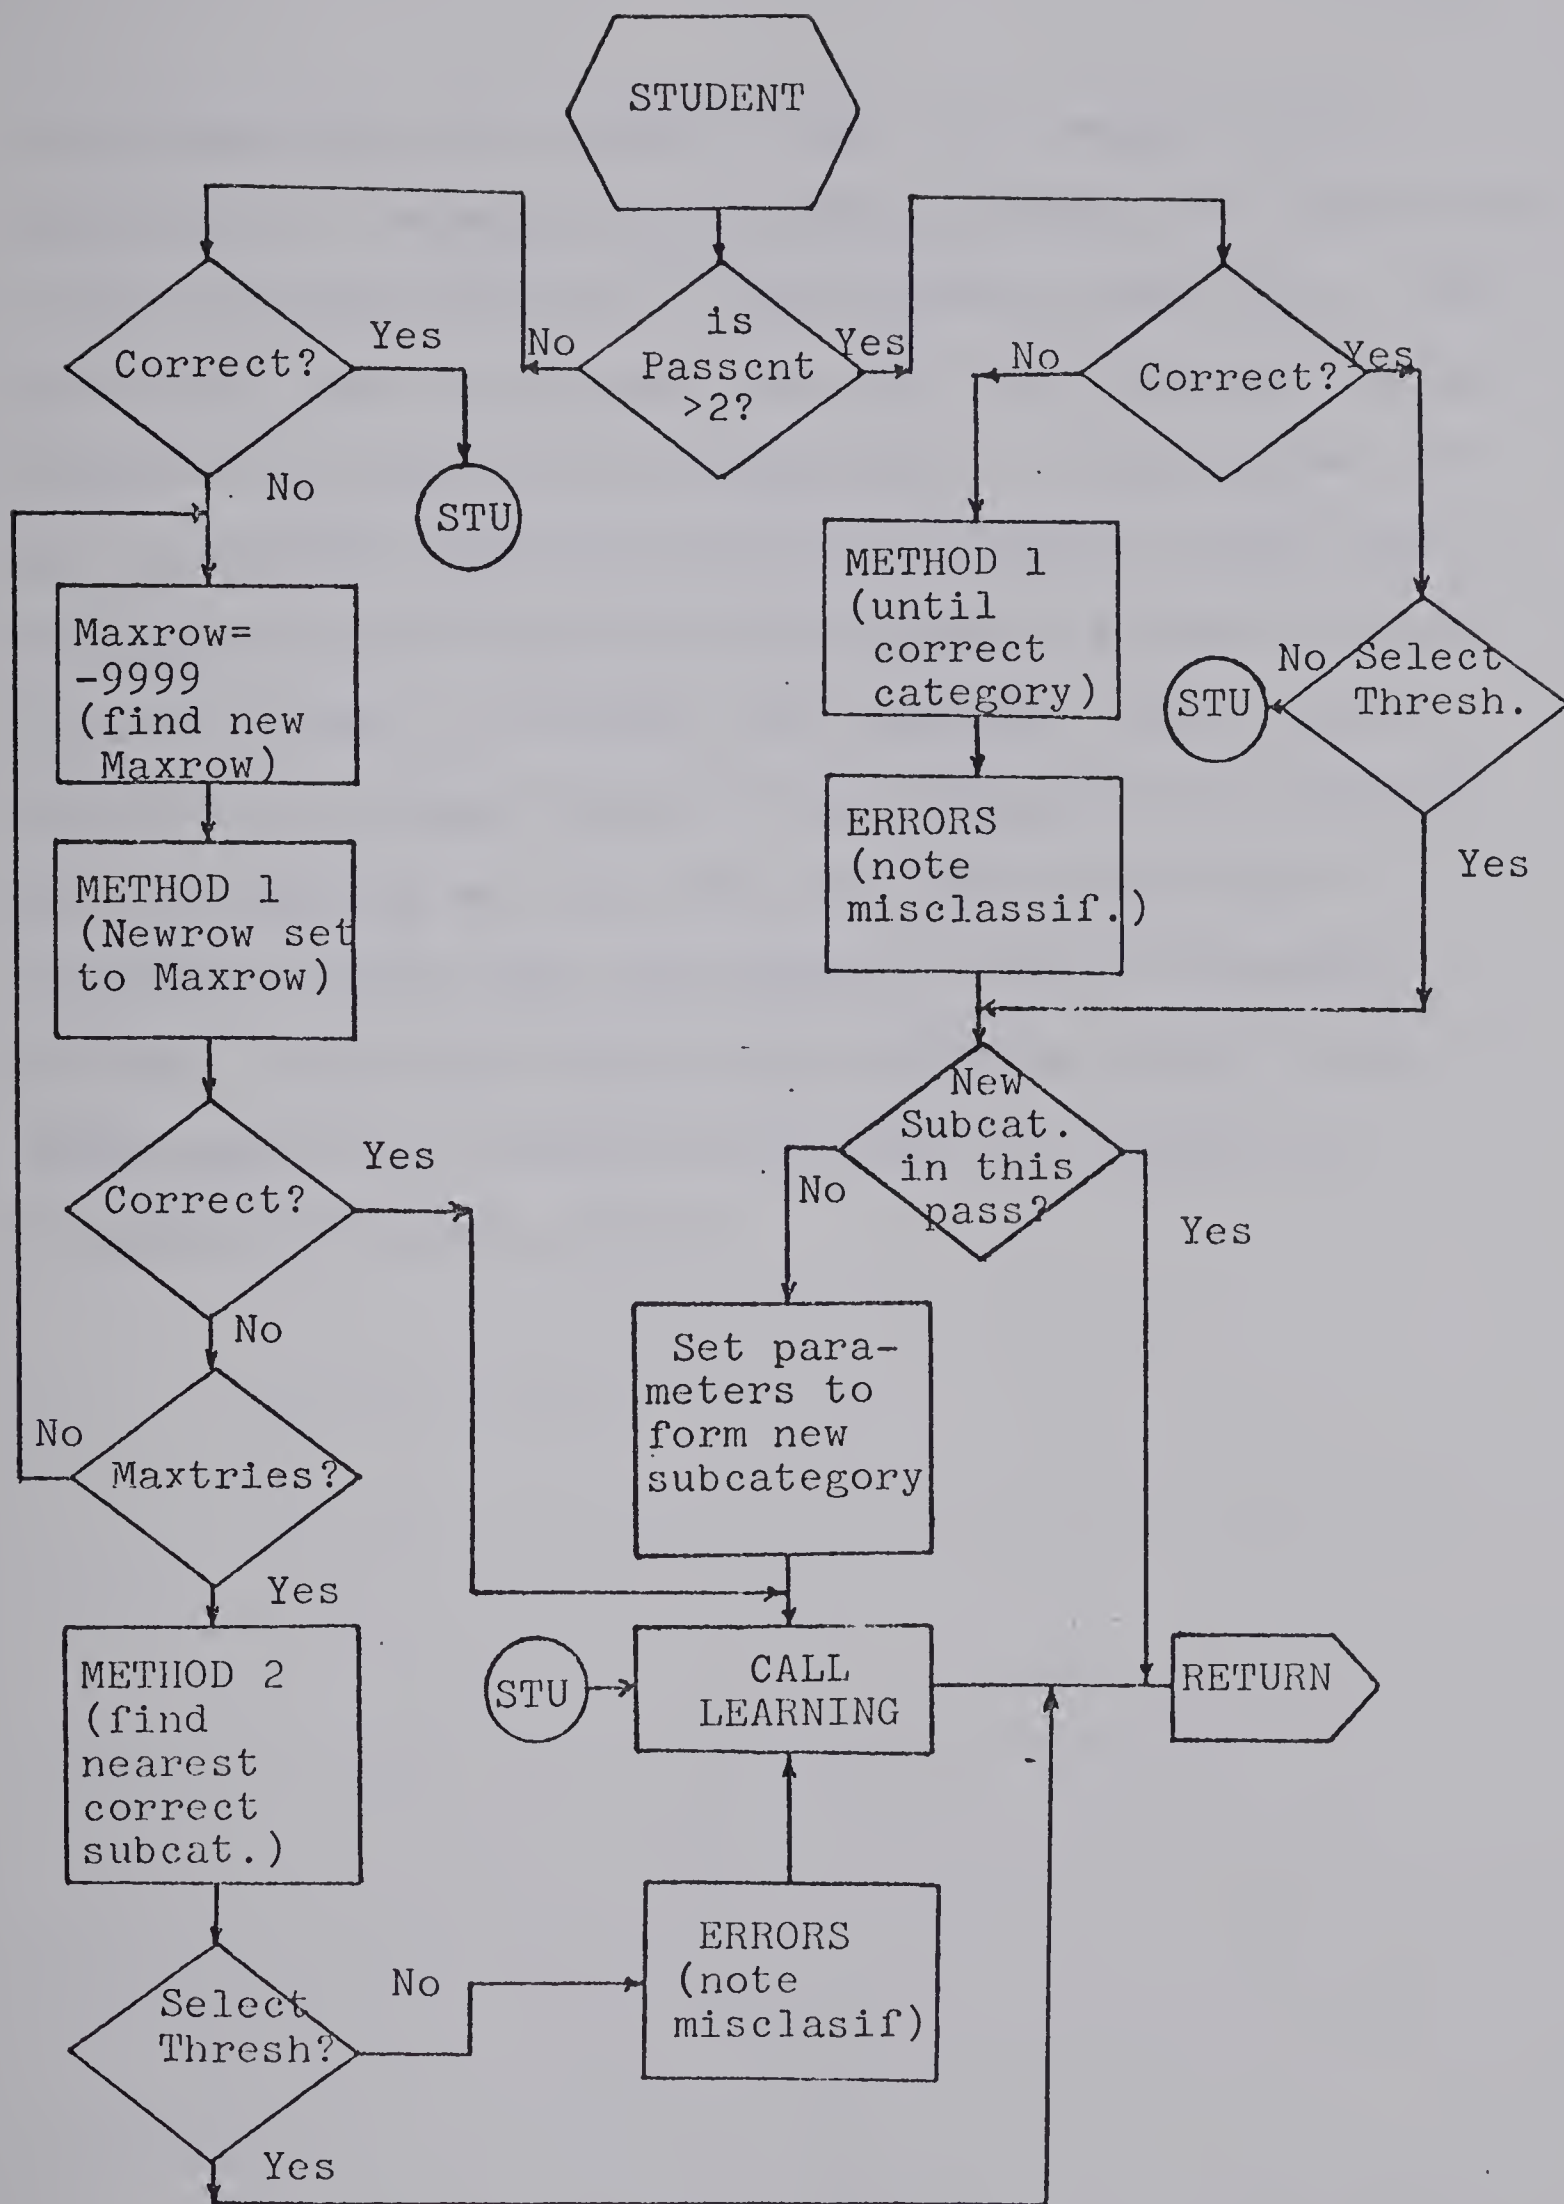 STUDENT
is
Passcnt
>2?
No
Yes
Correct?
Yes
No
STU
Correct?
No
Yes
METHOD 1
(until
correct
category)
Select
Thresh.
No
STU
Yes
Maxrow=
-9999
(find new
Maxrow)
ERRORS
(note
misclassif.)
METHOD 1
(Newrow set
to Maxrow)
New
Subcat.
in this
pass?
No
Yes
Correct?
Yes
No
Set para-
meters to
form new
subcategory
Maxtries?
No
Yes
METHOD 2
(find
nearest
correct
subcat.)
STU
CALL
LEARNING
RETURN
Select
Thresh?
No
Yes
ERRORS
(note
misclasif)